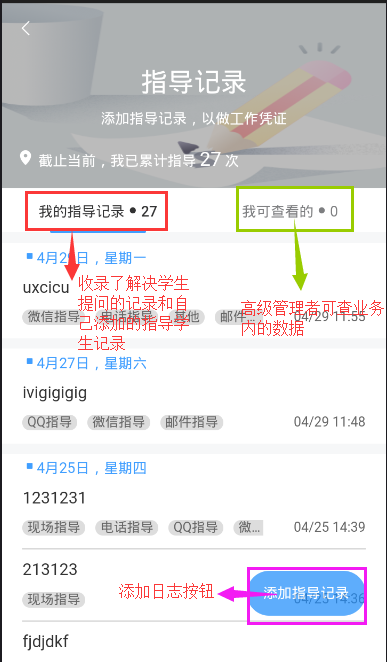 指导记录
添加指导记录，以做工作凭证
截止当前，我已累计指导 27 次
我的指导记录 ● 27
我可查看的 ● 0
4月29日，星期一
uxcicu
收录了解决学生
提问的记录和自
己添加的指导学
生记录
高级管理者可查业务
内的数据
微信指导 电话指导 其他 邮件... 04/29 11:55
4月27日，星期六
ivigigigig
QQ指导 微信指导 邮件指导 04/29 11:48
4月25日，星期四
1231231
现场指导 电话指导 QQ指导 微... 04/25 14:39
213123
现场指导 04/25 14:36
添加日志按钮
添加指导记录
fjdjdkf